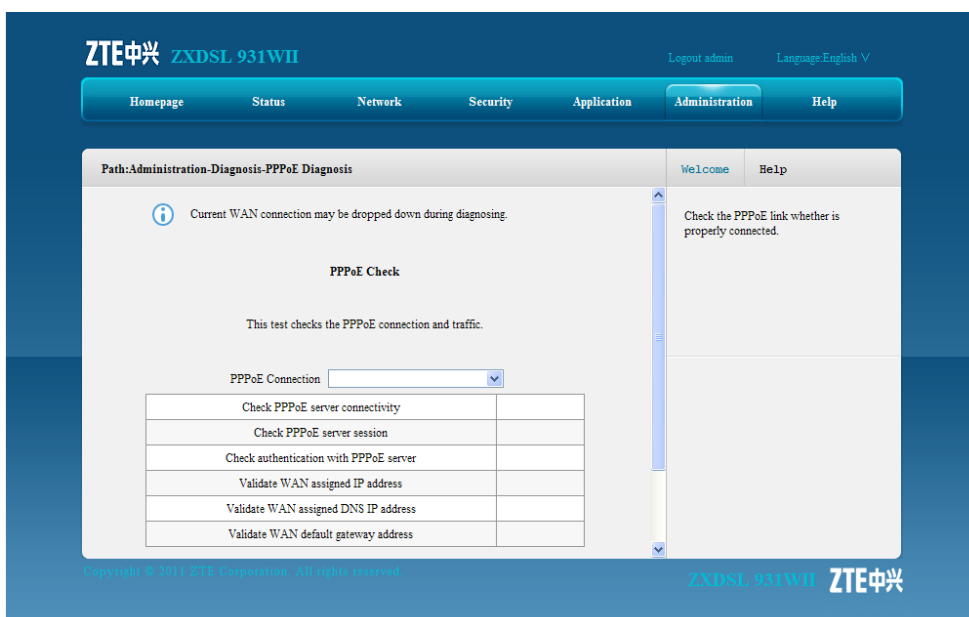 ZTE中兴 ZXDSL 931WII
Logout admin Language:English V
Homepage Status Network Security Application Administration Help
Path:Administration-Diagnosis-PPPoE Diagnosis
Welcome Help
Current WAN connection may be dropped down during diagnosing.
Check the PPPoE link whether is
properly connected.
PPPoE Check
This test checks the PPPoE connection and traffic.
PPPoE Connection
Check PPPoE server connectivity
Check PPPoE server session
Check authentication with PPPoE server
Validate WAN assigned IP address
Validate WAN assigned DNS IP address
Validate WAN default gateway address
Copyright © 2011 ZTE Corporation. All rights reserved.
ZXDSL 931WII ZTE中兴